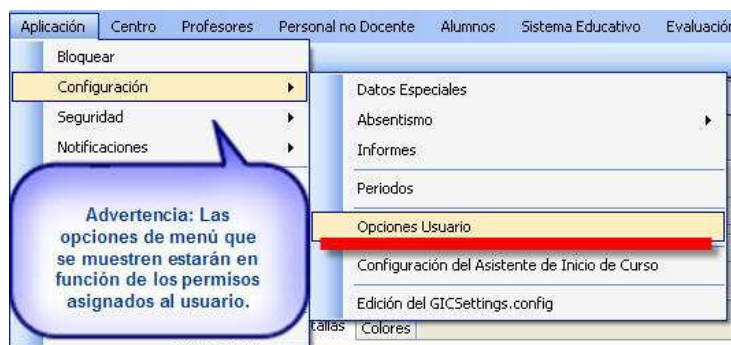 Aplicación Centro Profesores Personal no Docente Alumnos Sistema Educativo Evaluación
Bloquear
Configuración
Seguridad
Notificaciones
Datos Especiales
Absentismo
Informes
Periodos
Opciones Usuario
Configuración del Asistente de Inicio de Curso
Edición del GICSettings.config
Advertencia: Las
opciones de menú que
se muestren estarán en
función de los permisos
asignados al usuario.
Colores